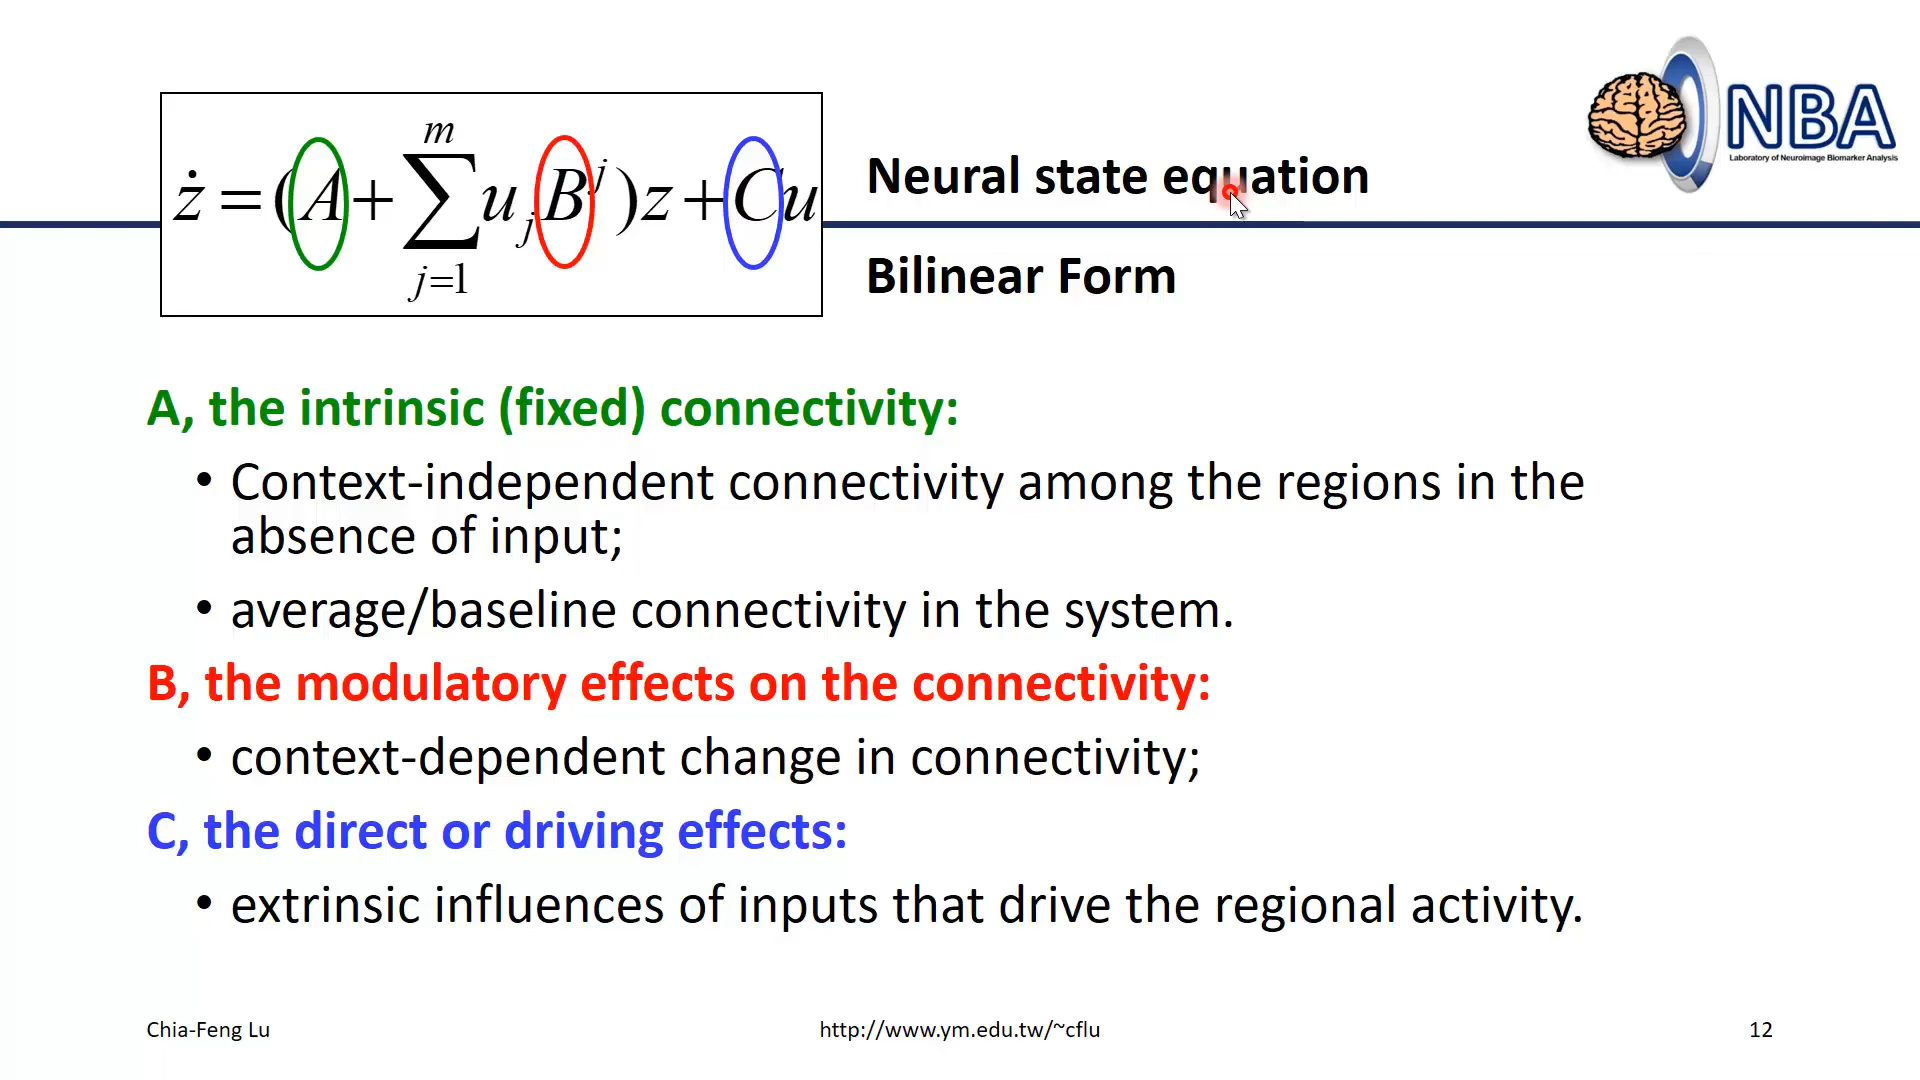 NBA
Laboratory of Neuroimage Biomarker Analysis
ż = (A + ∑_{j=1}^{m} u_j B^j ) z + Cu
Neural state equation
Bilinear Form
A, the intrinsic (fixed) connectivity:
• Context-independent connectivity among the regions in the
absence of input;
• average/baseline connectivity in the system.
B, the modulatory effects on the connectivity:
• context-dependent change in connectivity;
C, the direct or driving effects:
• extrinsic influences of inputs that drive the regional activity.
Chia-Feng Lu
http://www.ym.edu.tw/~cflu
12